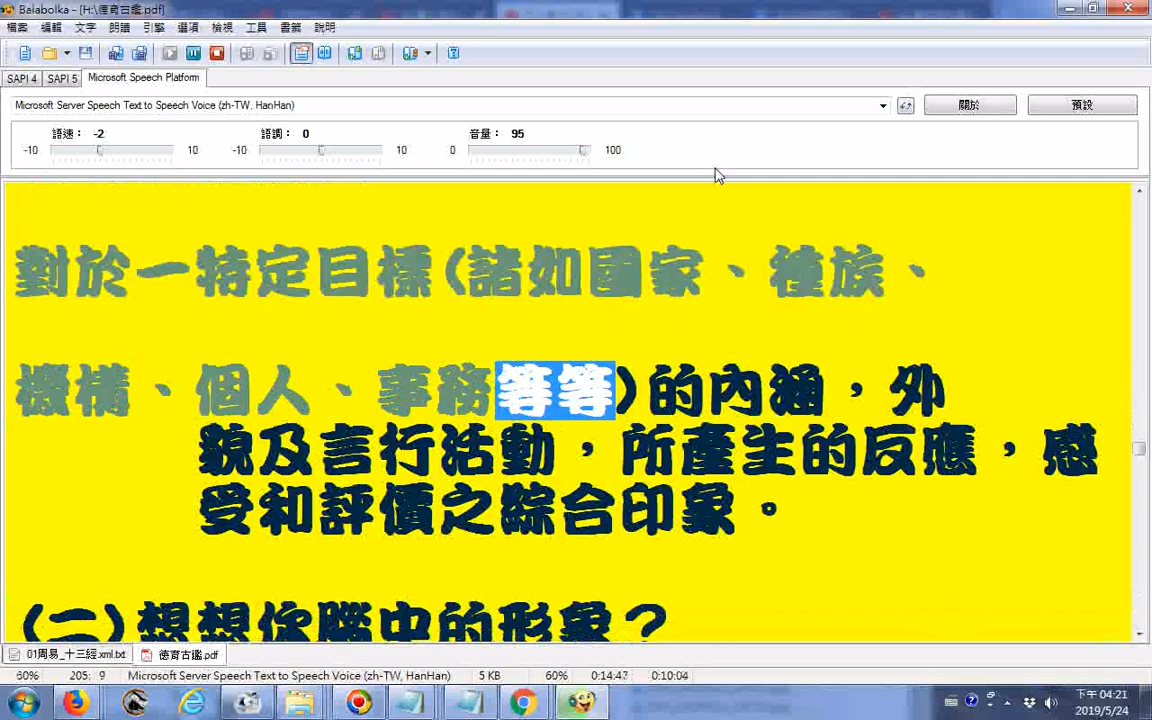 Balabolka - [H:\德育古鑑.pdf]
檔案 編輯 文字 朗讀 引擎 選項 檢視 工具 書籤 說明
SAPI 4 SAPI 5 Microsoft Speech Platform
Microsoft Server Speech Text to Speech Voice (zh-TW, HanHan) 關於 預設
語速： -2 語調： 0 音量： 95
-10 10 -10 10 0 100
對於一特定目標(諸如國家、種族、
機構、個人、事務等等)的內涵，外
貌及言行活動，所產生的反應，感
受和評價之綜合印象。
(二)想想你腦中的形象？
01周易_十三經.xml.txt 德育古鑑.pdf
60% 205: 9 Microsoft Server Speech Text to Speech Voice (zh-TW, HanHan) 5 KB 60% 0:14:47 0:10:04
下午 04:21
2019/5/24